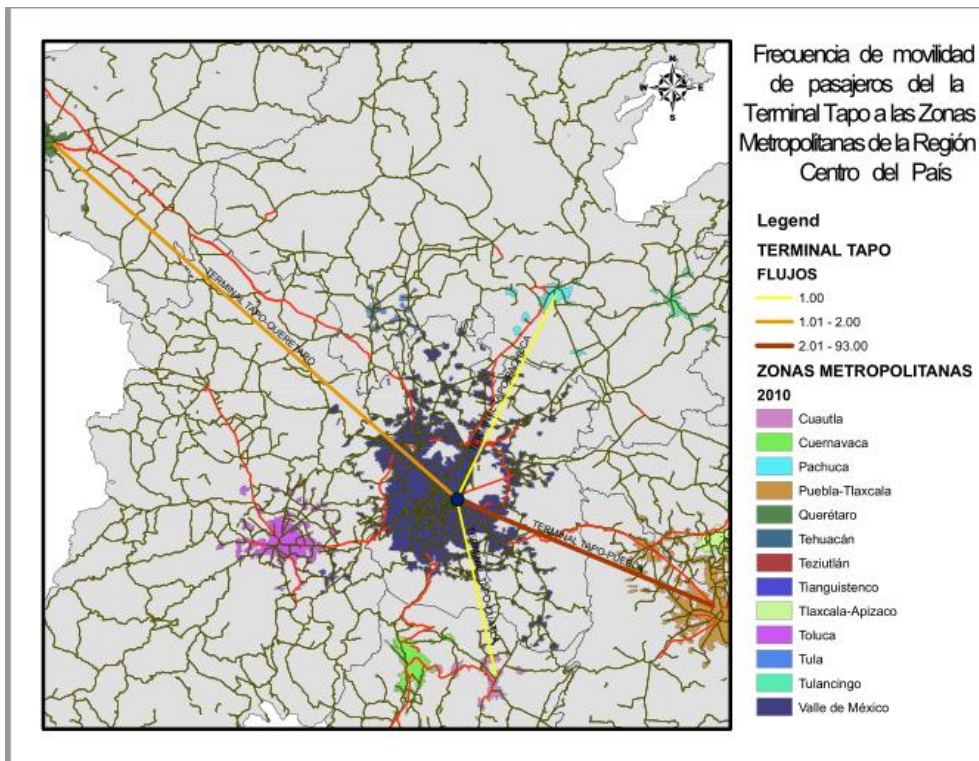 Frecuencia de movilidad
de pasajeros del la
Terminal Tapo a las Zonas
Metropolitanas de la Región
Centro del País
N
W E
S
Legend
TERMINAL TAPO
FLUJOS
1.00
1.01 - 2.00
2.01 - 93.00
ZONAS METROPOLITANAS
2010
Cuautla
Cuernavaca
Pachuca
Puebla-Tlaxcala
Querétaro
Tehuacán
Teziutlán
Tianguistenco
Tlaxcala-Apizaco
Toluca
Tula
Tulancingo
Valle de México
TERMINAL TAPO-QUERETARO
TERMINAL TAPO-PUEBLA